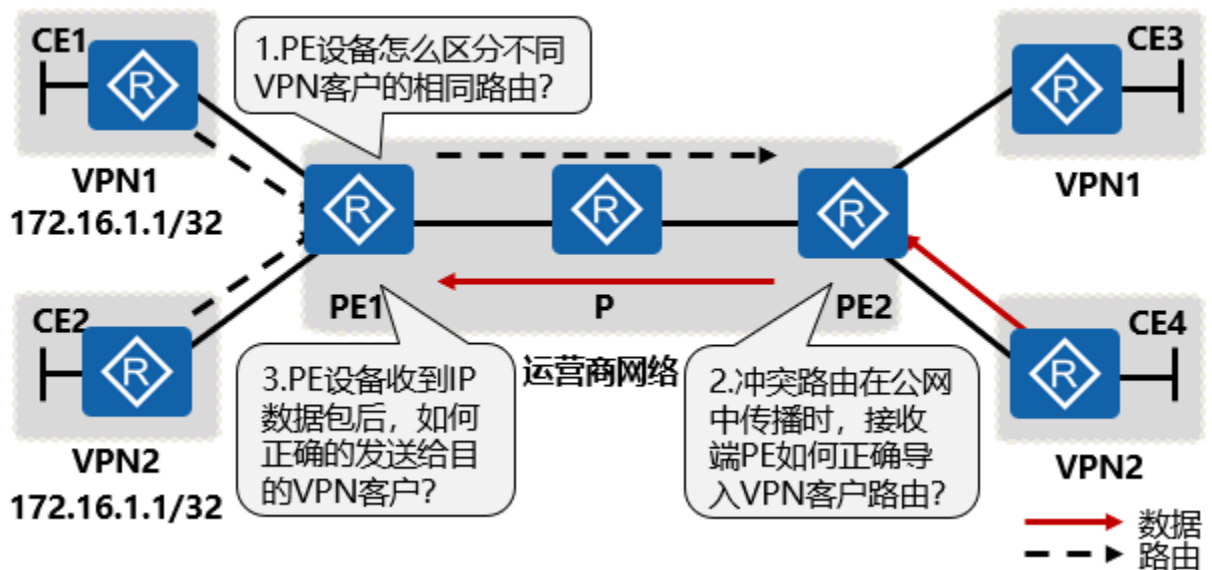 CE1
R
VPN1
172.16.1.1/32
1.PE设备怎么区分不同
VPN客户的相同路由?
R
CE3
VPN1
R
R
R
PE1
P
PE2
运营商网络
CE2
R
VPN2
172.16.1.1/32
3.PE设备收到IP
数据包后，如何
正确的发送给目
的VPN客户?
2.冲突路由在公网
中传播时，接收
端PE如何正确导
入VPN客户路由?
CE4
R
VPN2
数据
路由